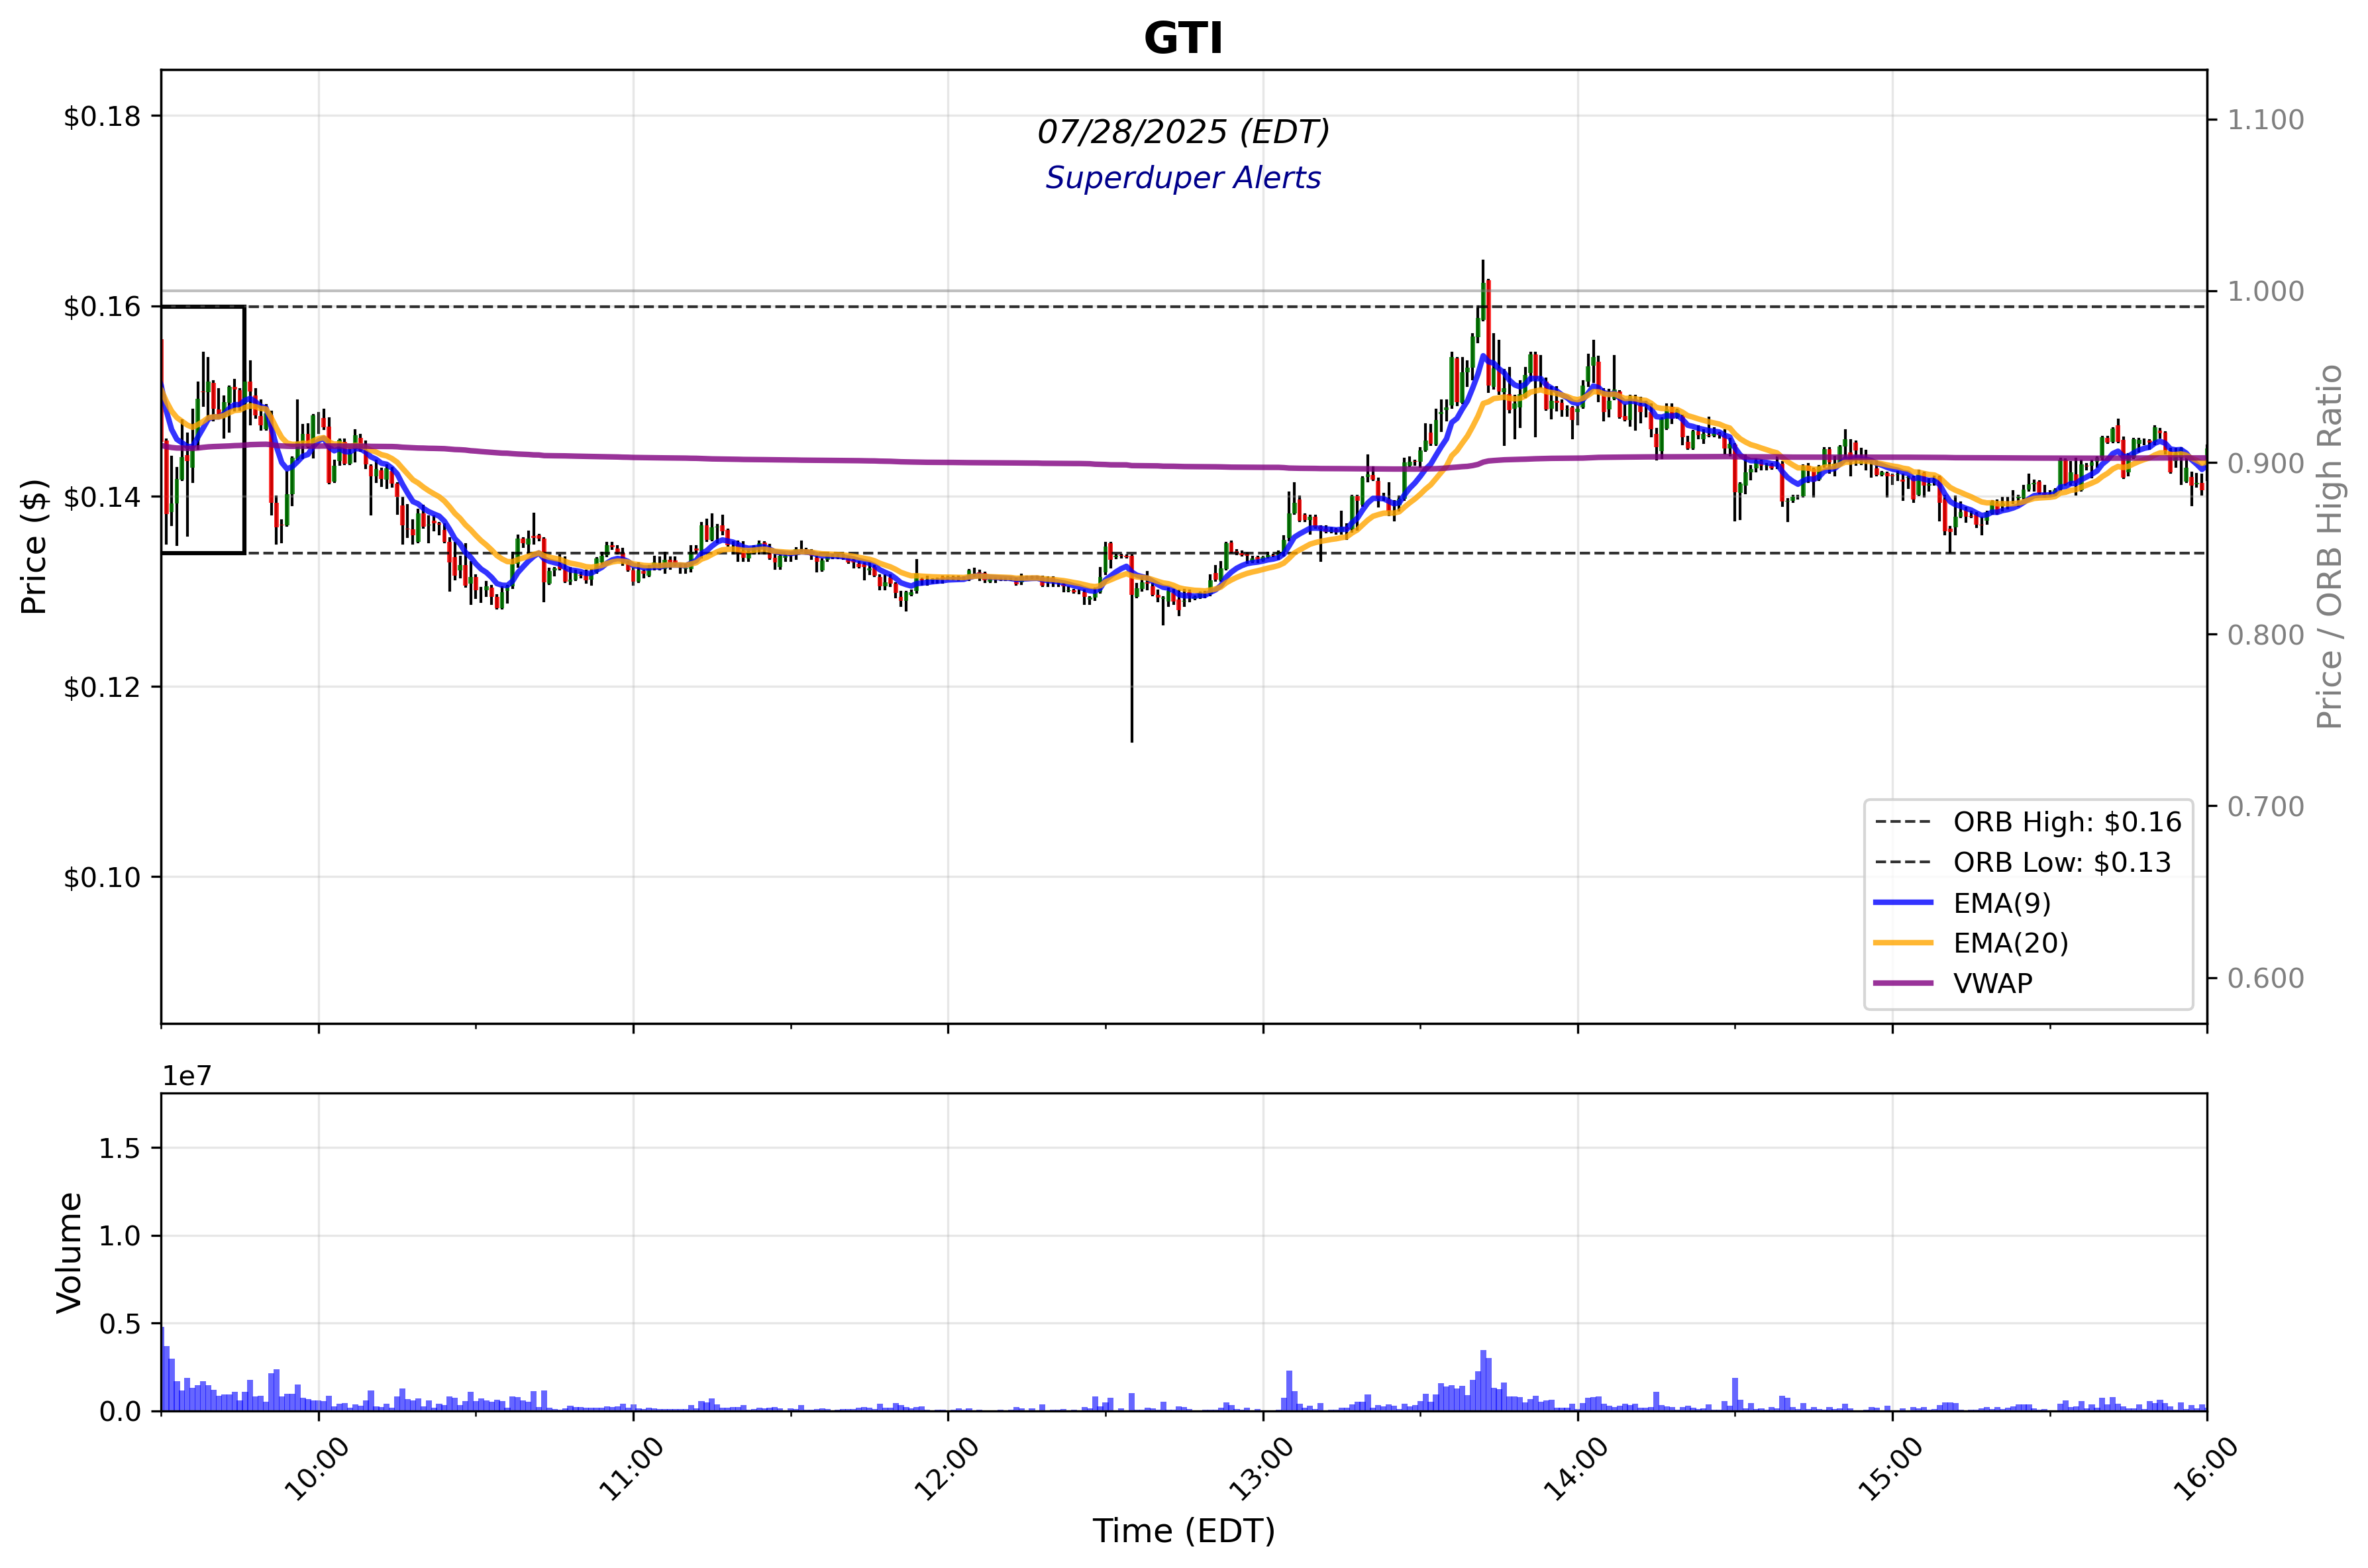 GTI
07/28/2025 (EDT)
Superduper Alerts
Price ($)
$0.18
$0.16
$0.14
$0.12
$0.10
Price / ORB High Ratio
1.100
1.000
0.900
0.800
0.700
0.600
ORB High: $0.16
ORB Low: $0.13
EMA(9)
EMA(20)
VWAP
1e7
Volume
1.5
1.0
0.5
0.0
10:00
11:00
12:00
13:00
14:00
15:00
16:00
Time (EDT)